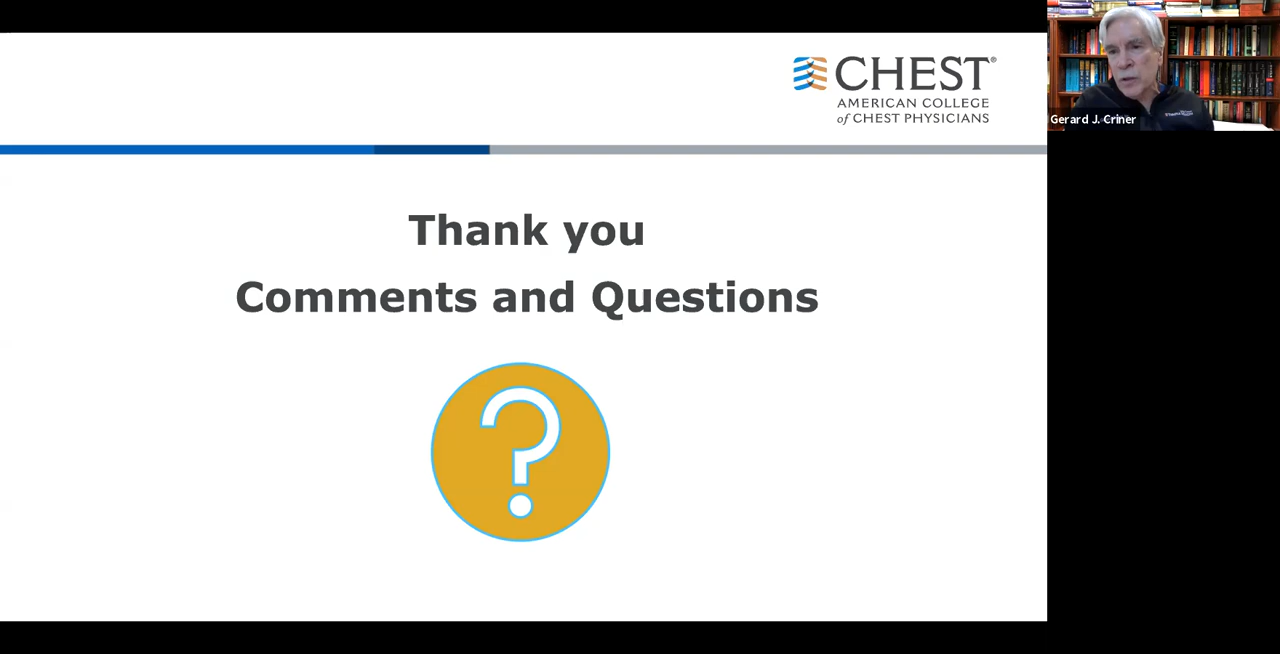 CHEST®
AMERICAN COLLEGE
of CHEST PHYSICIANS
Gerard J. Criner
Thank you
Comments and Questions
?